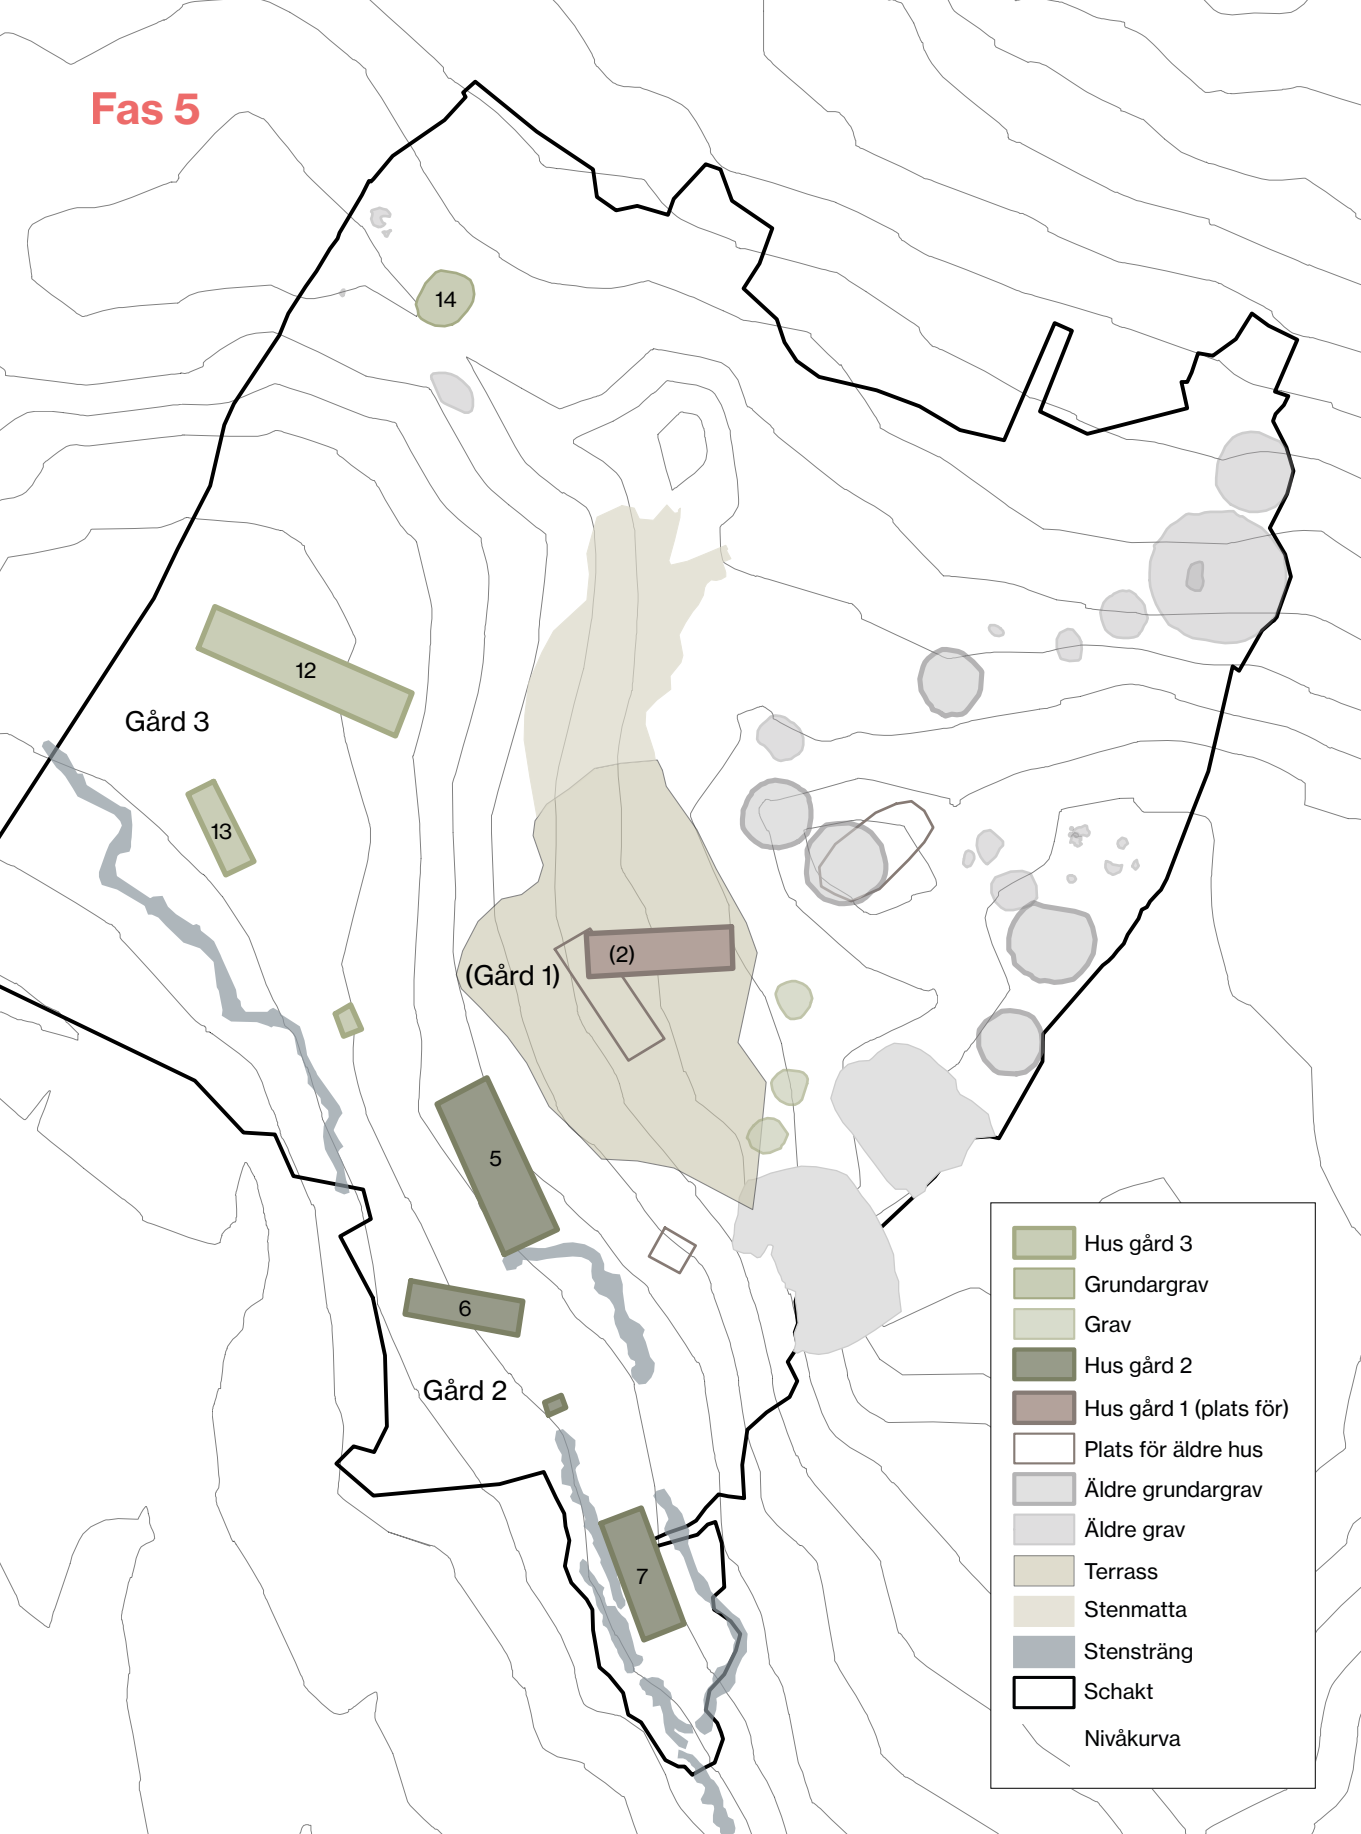 Fas 5
14
12
Gård 3
13
(2)
(Gård 1)
5
6
Gård 2
7
Hus gård 3
Grundargrav
Grav
Hus gård 2
Hus gård 1 (plats för)
Plats för äldre hus
Äldre grundargrav
Äldre grav
Terrass
Stenmatta
Stensträng
Schakt
Nivåkurva